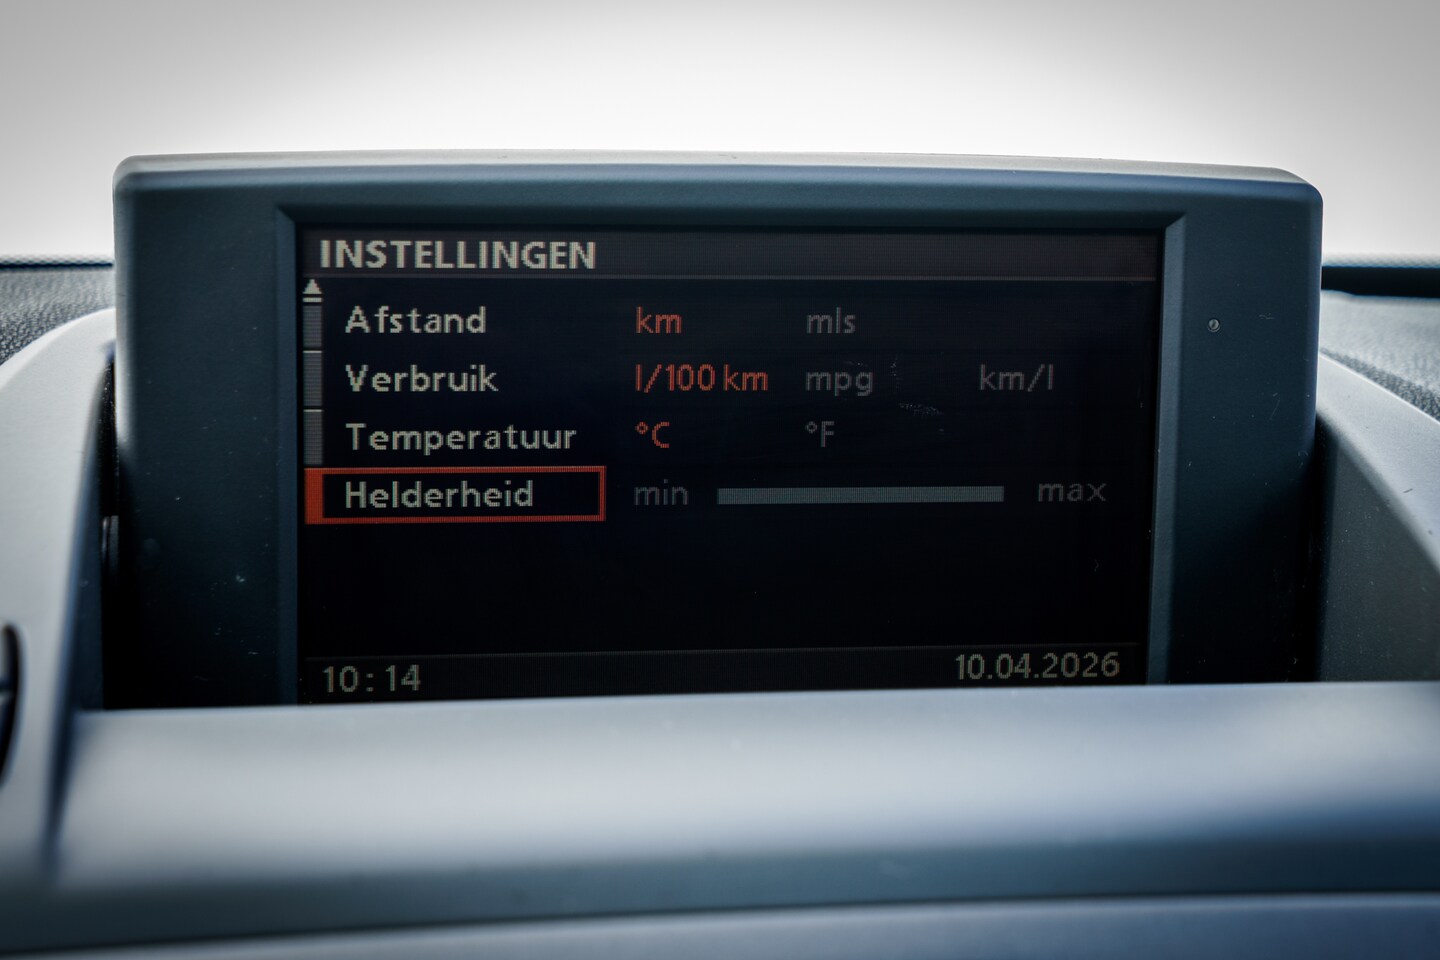 INSTELLINGEN
Afstand km mls
Verbruik l/100 km mpg km/l
Temperatuur °C °F
Helderheid min max
10:14 10.04.2026